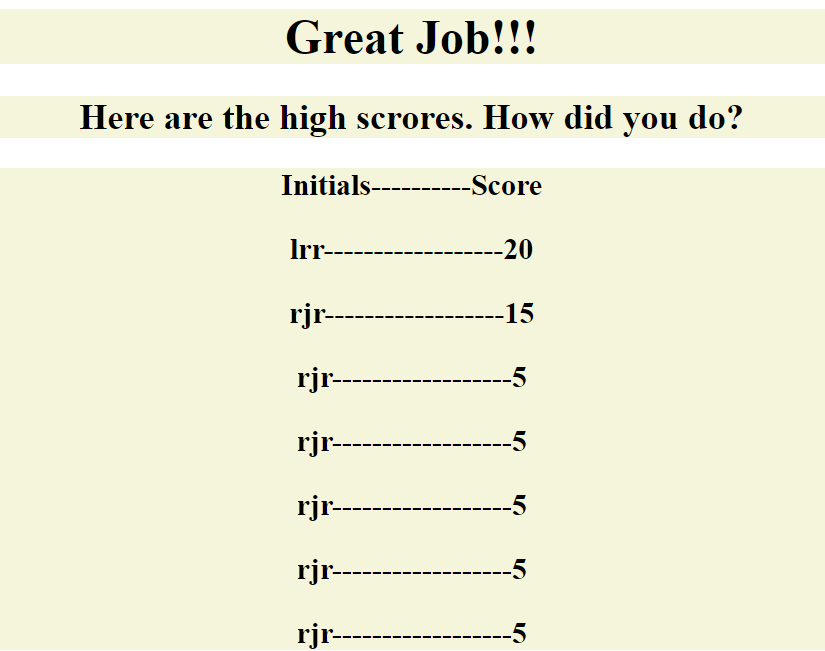 Great Job!!!
Here are the high scrores. How did you do?
Initials----------Score
lrr------------------20
rjr------------------15
rjr------------------5
rjr------------------5
rjr------------------5
rjr------------------5
rjr------------------5